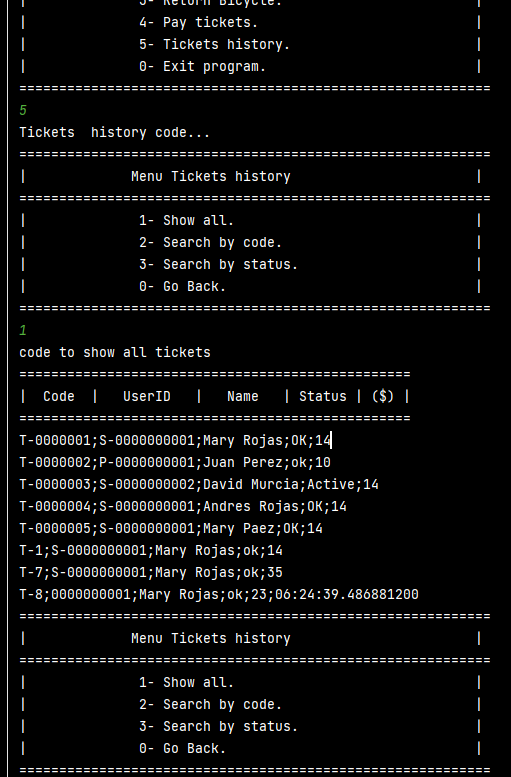 3- Return Bicycle.
| 4- Pay tickets. |
| 5- Tickets history. |
| 0- Exit program. |
===========================================================
5
Tickets  history code...
===========================================================
| Menu Tickets history |
===========================================================
| 1- Show all. |
| 2- Search by code. |
| 3- Search by status. |
| 0- Go Back. |
===========================================================
1
code to show all tickets
=================================================
|  Code  |   UserID   |   Name   | Status | ($) |
=================================================
T-0000001;S-0000000001;Mary Rojas;OK;14
T-0000002;P-0000000001;Juan Perez;ok;10
T-0000003;S-0000000002;David Murcia;Active;14
T-0000004;S-0000000001;Andres Rojas;OK;14
T-0000005;S-0000000001;Mary Paez;OK;14
T-1;S-0000000001;Mary Rojas;ok;14
T-7;S-0000000001;Mary Rojas;ok;35
T-8;0000000001;Mary Rojas;ok;23;06:24:39.486881200
===========================================================
| Menu Tickets history |
===========================================================
| 1- Show all. |
| 2- Search by code. |
| 3- Search by status. |
| 0- Go Back. |
===========================================================